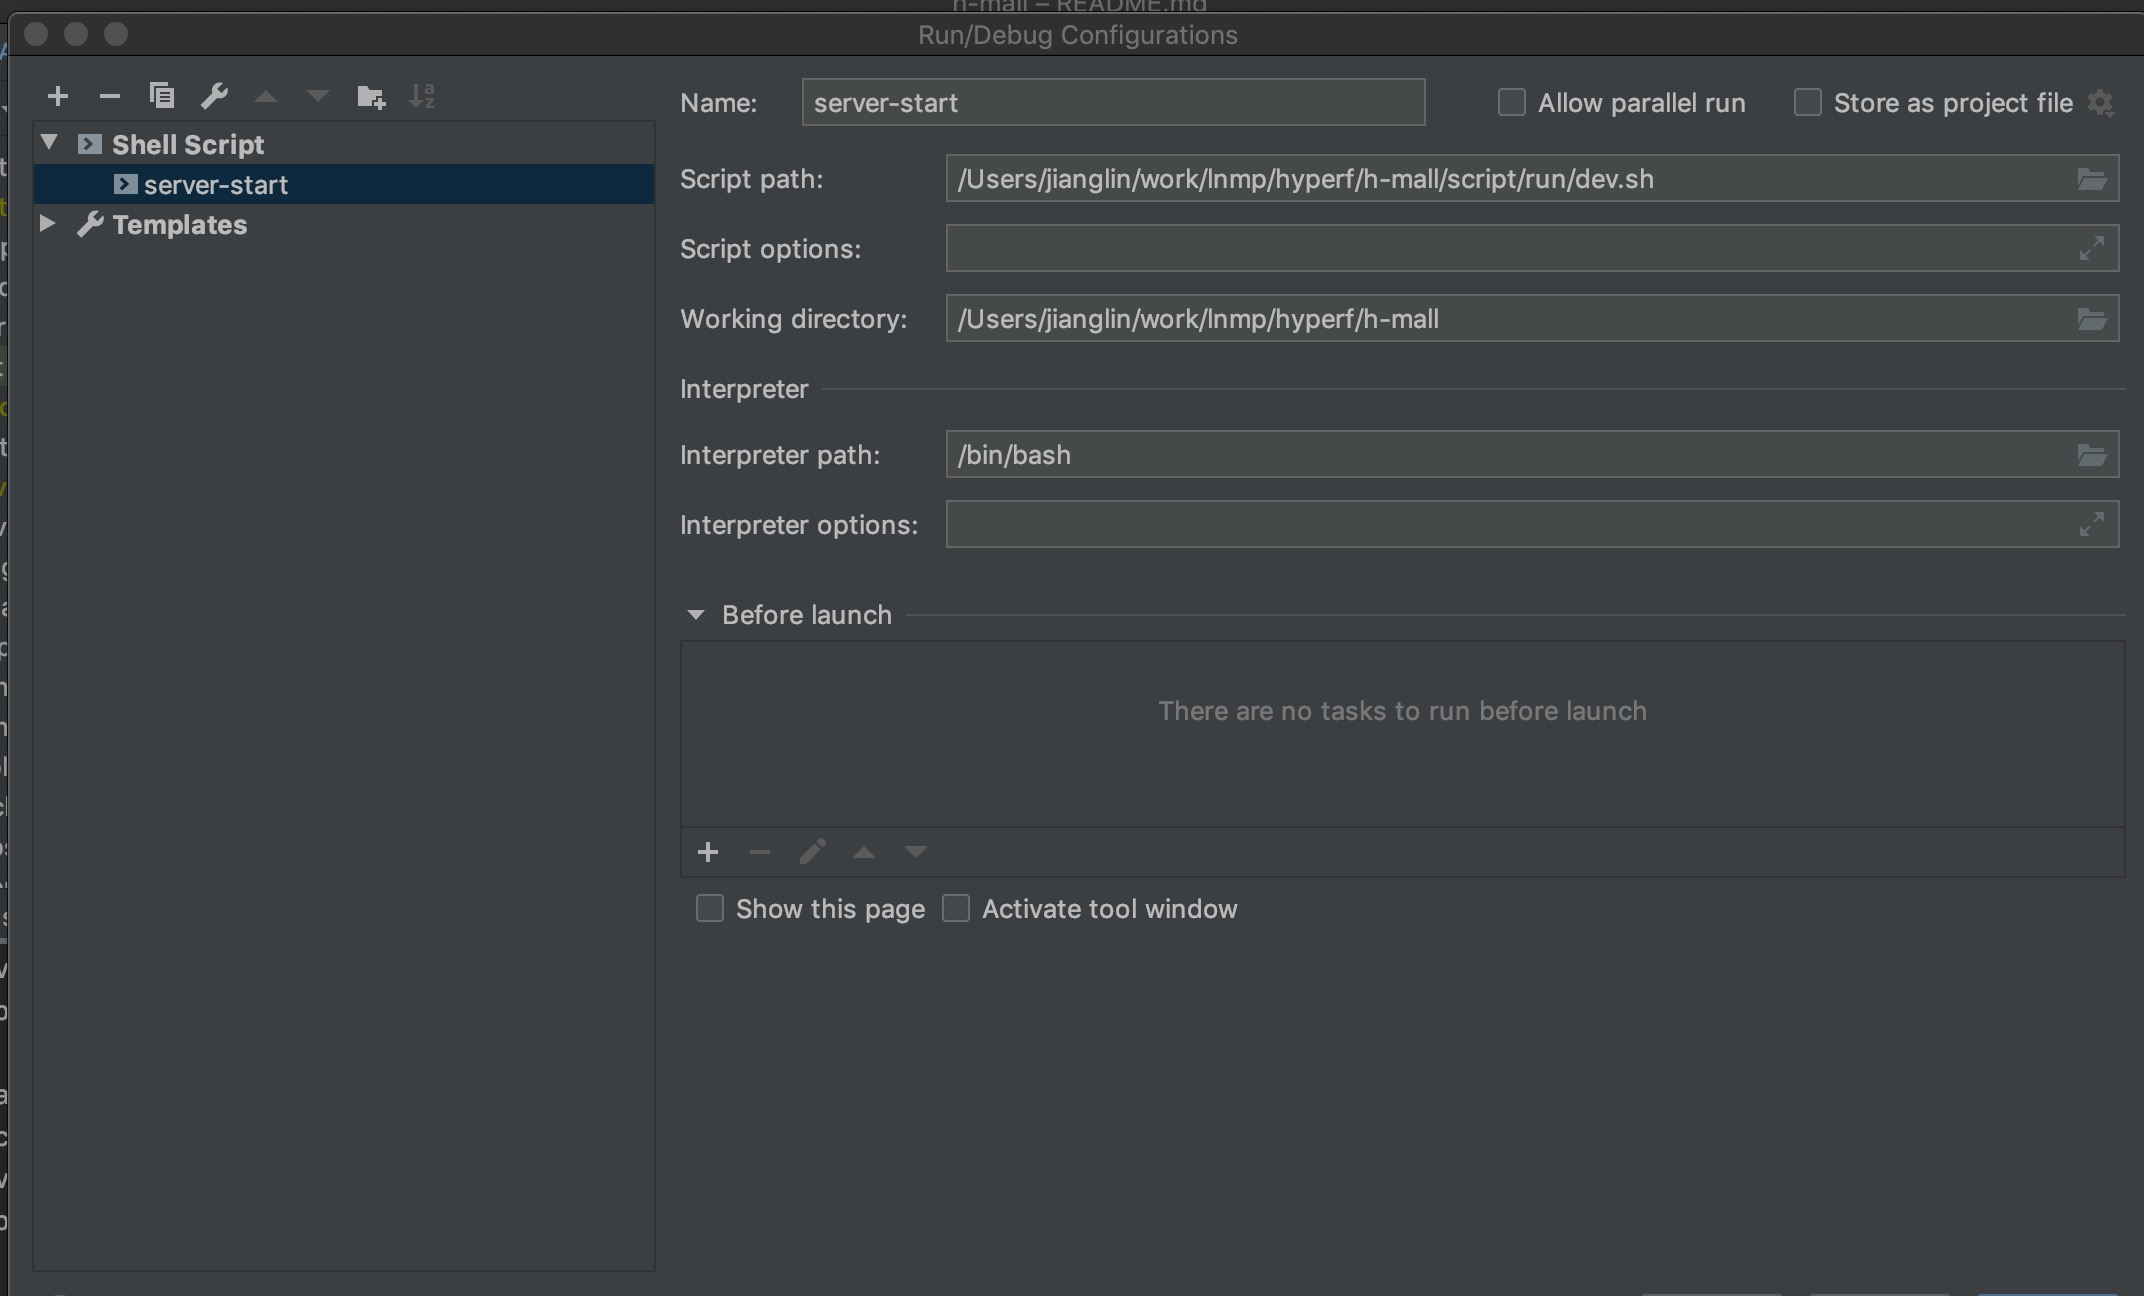 h-mall – README.md
Run/Debug Configurations
Shell Script
server-start
Templates
Name: server-start Allow parallel run Store as project file
Script path: /Users/jianglin/work/lnmp/hyperf/h-mall/script/run/dev.sh
Script options:
Working directory: /Users/jianglin/work/lnmp/hyperf/h-mall
Interpreter
Interpreter path: /bin/bash
Interpreter options:
Before launch
There are no tasks to run before launch
Show this page Activate tool window